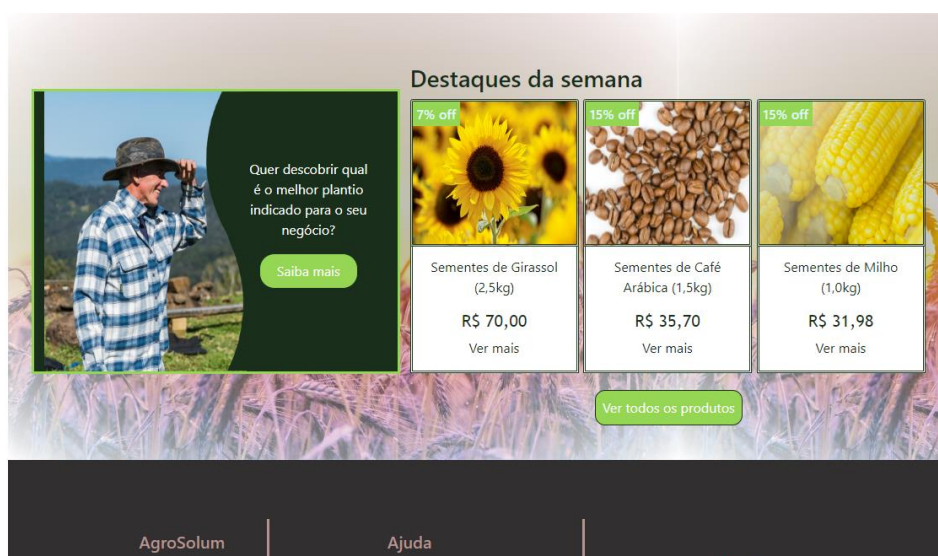 Quer descobrir qual
é o melhor plantio
indicado para o seu
negócio?
Saiba mais
Destaques da semana
7% off
Sementes de Girassol
(2,5kg)
R$ 70,00
Ver mais
15% off
Sementes de Café
Arábica (1,5kg)
R$ 35,70
Ver mais
15% off
Sementes de Milho
(1,0kg)
R$ 31,98
Ver mais
Ver todos os produtos
AgroSolum
Ajuda